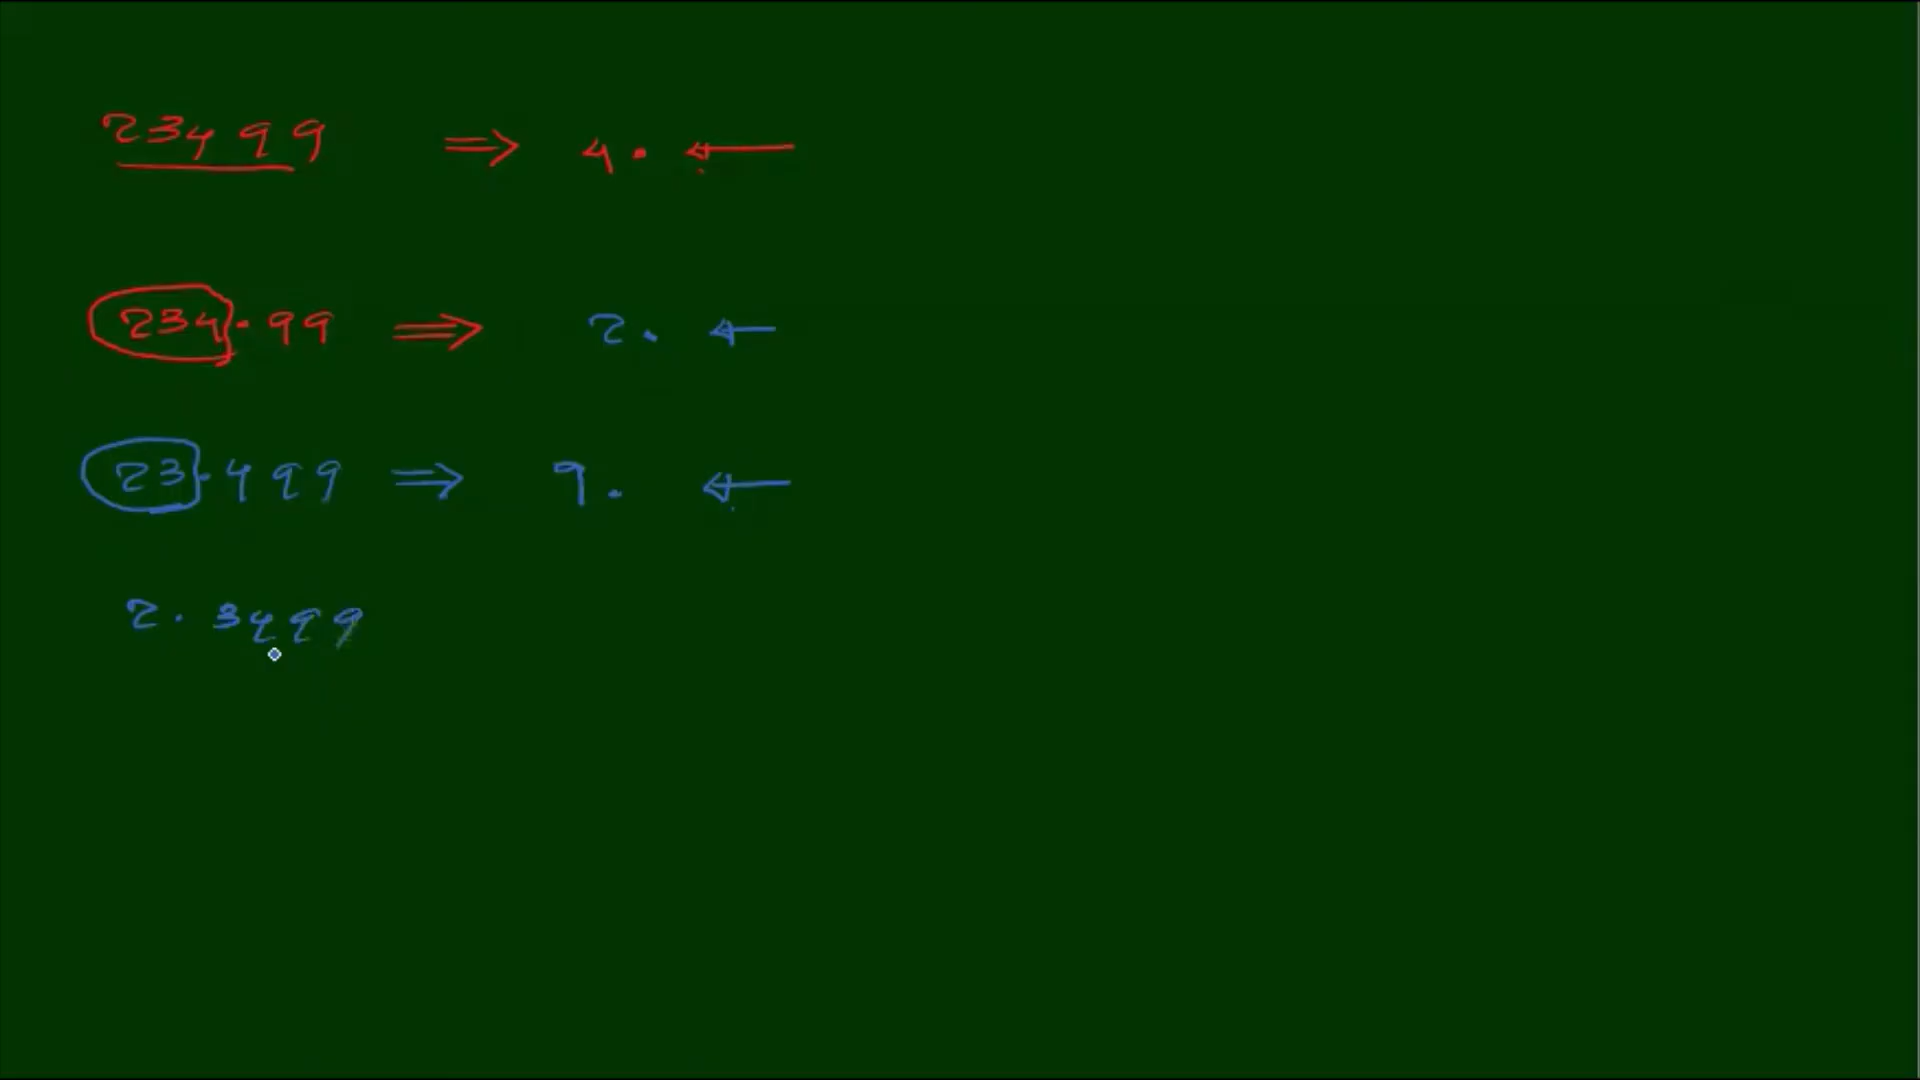 23499 ⇒ 4. ←
234.99 ⇒ 2. ←
23.499 ⇒ 9. ←
2.3499